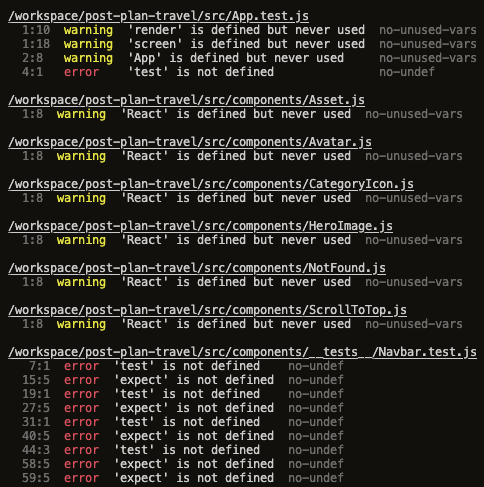 /workspace/post-plan-travel/src/App.test.js
1:10 warning 'render' is defined but never used no-unused-vars
1:18 warning 'screen' is defined but never used no-unused-vars
2:8 warning 'App' is defined but never used no-unused-vars
4:1 error 'test' is not defined no-undef
/workspace/post-plan-travel/src/components/Asset.js
1:8 warning 'React' is defined but never used no-unused-vars
/workspace/post-plan-travel/src/components/Avatar.js
1:8 warning 'React' is defined but never used no-unused-vars
/workspace/post-plan-travel/src/components/CategoryIcon.js
1:8 warning 'React' is defined but never used no-unused-vars
/workspace/post-plan-travel/src/components/HeroImage.js
1:8 warning 'React' is defined but never used no-unused-vars
/workspace/post-plan-travel/src/components/NotFound.js
1:8 warning 'React' is defined but never used no-unused-vars
/workspace/post-plan-travel/src/components/ScrollToTop.js
1:8 warning 'React' is defined but never used no-unused-vars
/workspace/post-plan-travel/src/components/__tests__/Navbar.test.js
7:1 error 'test' is not defined no-undef
15:5 error 'expect' is not defined no-undef
19:1 error 'test' is not defined no-undef
27:5 error 'expect' is not defined no-undef
31:1 error 'test' is not defined no-undef
40:5 error 'expect' is not defined no-undef
44:3 error 'test' is not defined no-undef
58:5 error 'expect' is not defined no-undef
59:5 error 'expect' is not defined no-undef